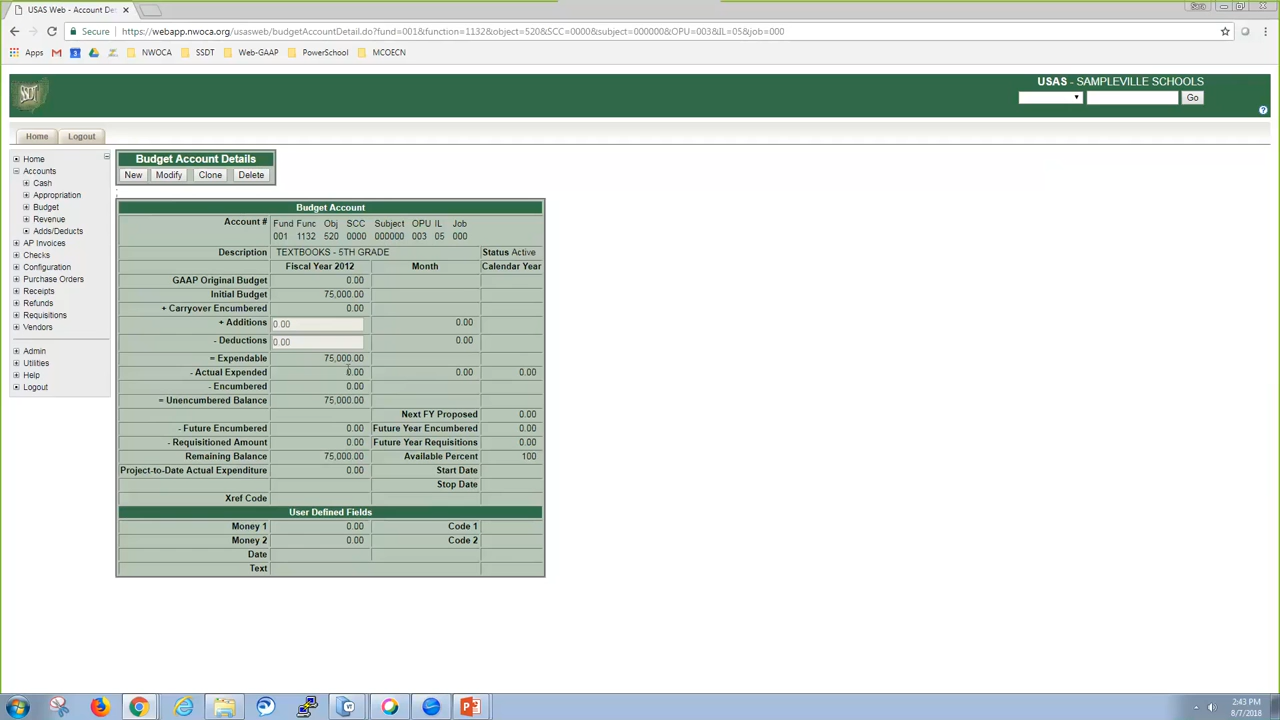 USAS Web - Account De
Secure
https://webapp.nwoca.org/usasweb/budgetAccountDetail.do?fund=001&function=1132&object=520&SCC=0000&subject=000000&OPU=003&IL=05&job=000
Apps
NWOCA
SSDT
Web-GAAP
PowerSchool
MCOECN
SSDT
USAS - SAMPLEVILLE SCHOOLS
Go
Home
Logout
Home
Accounts
Cash
Appropriation
Budget
Revenue
Adds/Deducts
AP Invoices
Checks
Configuration
Purchase Orders
Receipts
Refunds
Requisitions
Vendors
Admin
Utilities
Help
Logout
Budget Account Details
New Modify Clone Delete
Budget Account
Account # Fund Func Obj SCC Subject OPU IL Job
001 1132 520 0000 000000 003 05 000
Description TEXTBOOKS - 5TH GRADE Status Active
Fiscal Year 2012 Month Calendar Year
GAAP Original Budget 0.00
Initial Budget 75,000.00
+ Carryover Encumbered 0.00
+ Additions 0.00 0.00
- Deductions 0.00 0.00
= Expendable 75,000.00
- Actual Expended 0.00 0.00 0.00
- Encumbered 0.00
= Unencumbered Balance 75,000.00
Next FY Proposed 0.00
- Future Encumbered 0.00 Future Year Encumbered 0.00
- Requisitioned Amount 0.00 Future Year Requisitions 0.00
Remaining Balance 75,000.00 Available Percent 100
Project-to-Date Actual Expenditure 0.00 Start Date
Stop Date
Xref Code
User Defined Fields
Money 1 0.00 Code 1
Money 2 0.00 Code 2
Date
Text
2:43 PM
8/7/2018